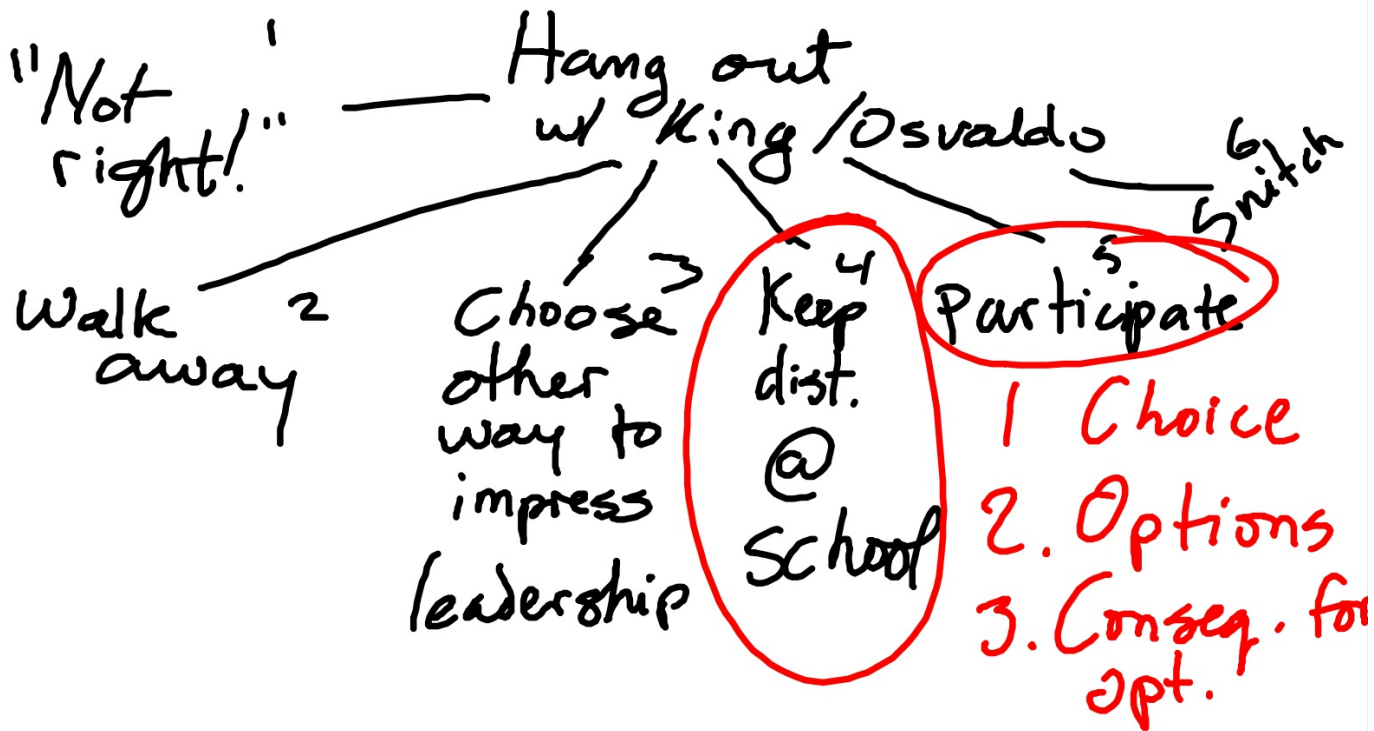 Hang out
w/ King/Osvaldo
1
"Not
right!"
Walk 2
away
Choose 3
other
way to
impress
leadership
Keep 4
dist.
@
School
5
Participate
6
Snitch
1 Choice
2. Options
3. Conseq. for
opt.